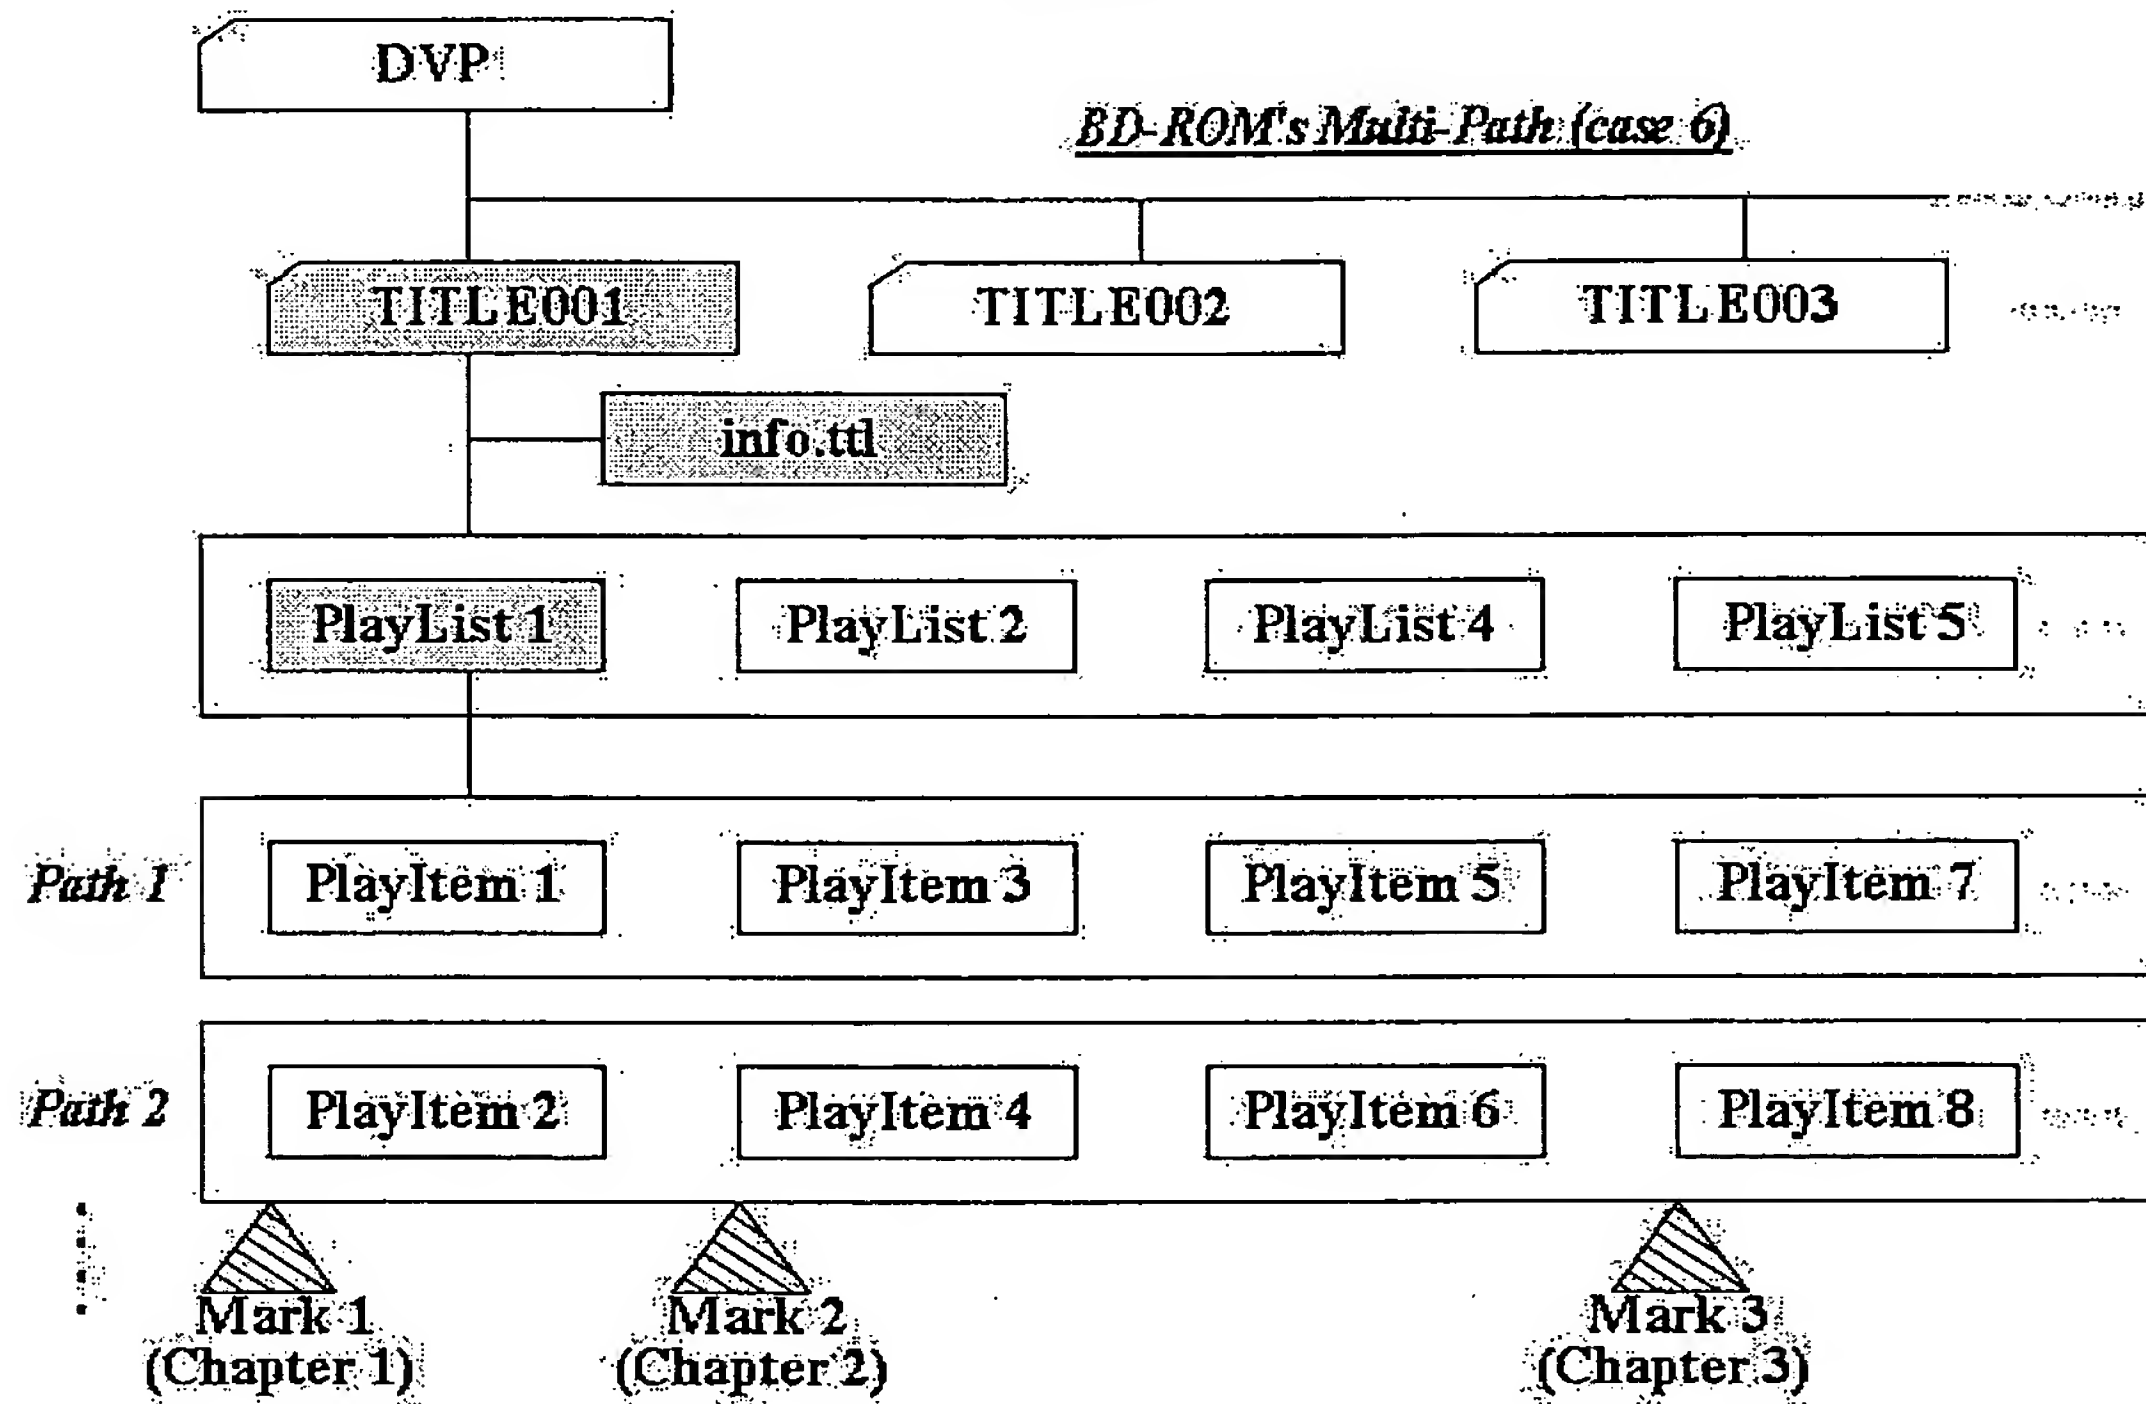 DVP
BD-ROM's Multi-Path (case 6)
TITLE001 TITLE002 TITLE003
info.ttl
PlayList 1 PlayList 2 PlayList 4 PlayList 5
Path 1 PlayItem 1 PlayItem 3 PlayItem 5 PlayItem 7
Path 2 PlayItem 2 PlayItem 4 PlayItem 6 PlayItem 8
Mark 1 Mark 2 Mark 3
(Chapter 1) (Chapter 2) (Chapter 3)